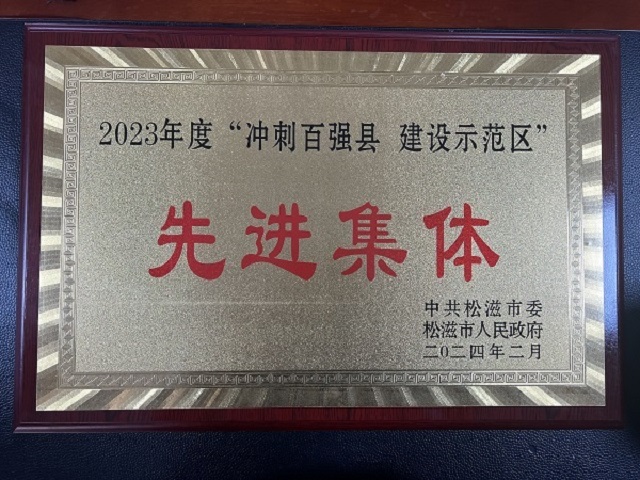 2023年度“冲刺百强县 建设示范区”
先进集体
中共松滋市委
松滋市人民政府
二〇二四年二月